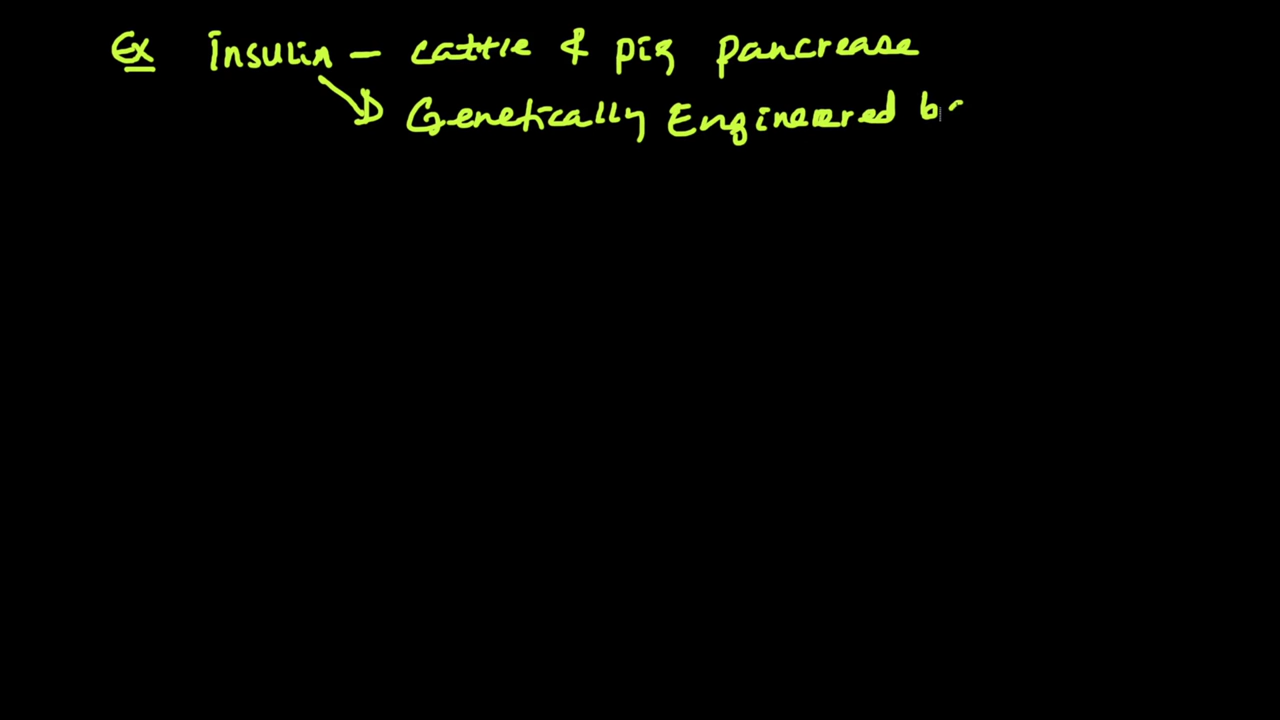 Ex Insulin - cattle & pig pancrease
Genetically Engineered